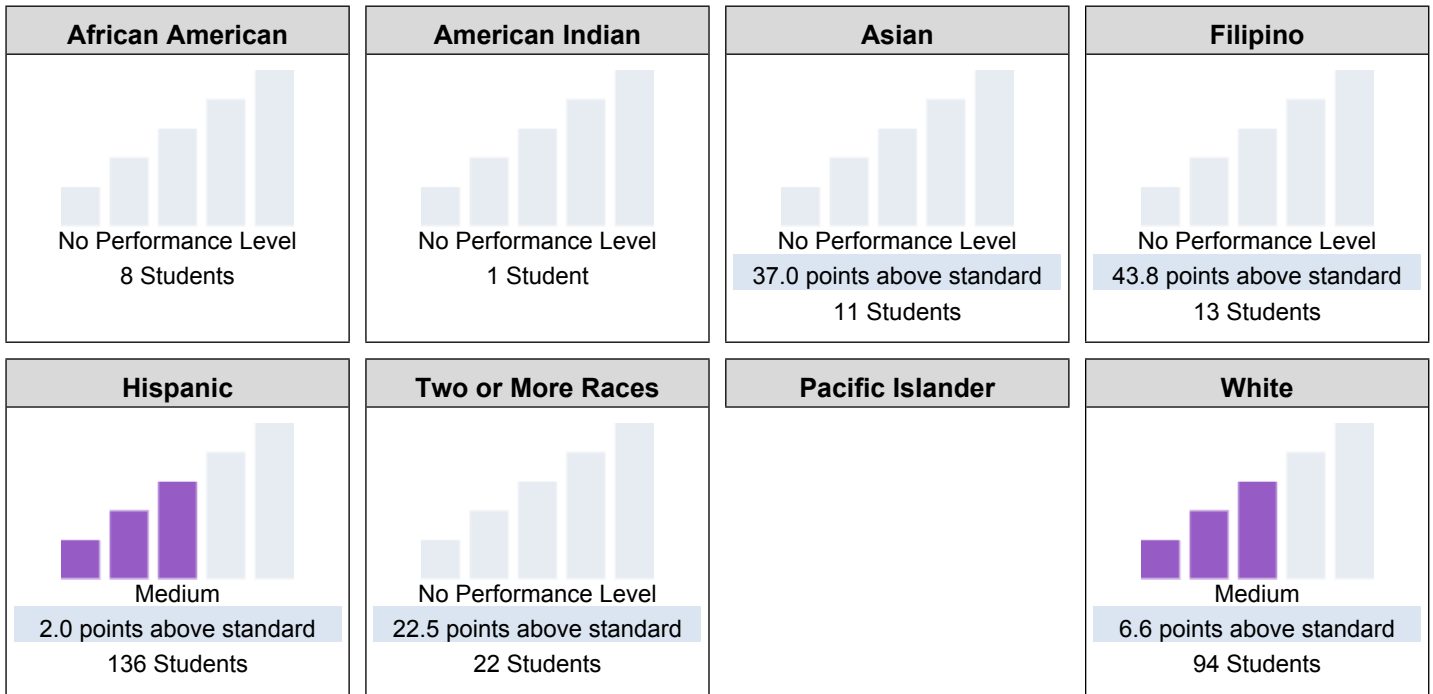 African American
No Performance Level
8 Students
American Indian
No Performance Level
1 Student
Asian
No Performance Level
37.0 points above standard
11 Students
Filipino
No Performance Level
43.8 points above standard
13 Students
Hispanic
Medium
2.0 points above standard
136 Students
Two or More Races
No Performance Level
22.5 points above standard
22 Students
Pacific Islander
White
Medium
6.6 points above standard
94 Students